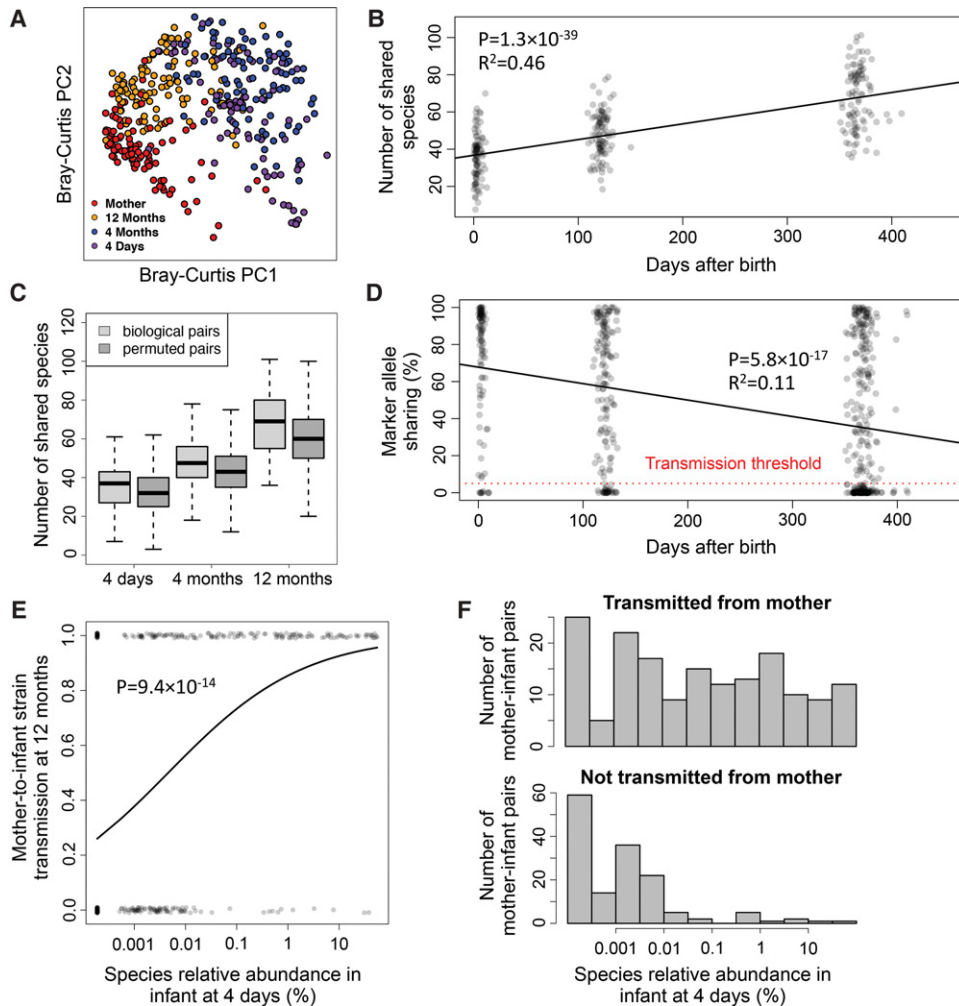 A
Bray-Curtis PC2
Mother
12 Months
4 Months
4 Days
Bray-Curtis PC1
B
P=1.3×10⁻³⁹
R²=0.46
Number of shared
species
100
80
60
40
20
0
100
200
300
400
Days after birth
C
biological pairs
permuted pairs
Number of shared species
120
100
80
60
40
20
0
4 days
4 months
12 months
D
P=5.8×10⁻¹⁷
R²=0.11
Transmission threshold
Marker allele
sharing (%)
100
80
60
40
20
0
0
100
200
300
400
Days after birth
E
P=9.4×10⁻¹⁴
Mother-to-infant strain
transmission at 12 months
1.0
0.8
0.6
0.4
0.2
0.0
0.001
0.01
0.1
1
10
Species relative abundance in
infant at 4 days (%)
F
Transmitted from mother
Number of
mother-infant pairs
20
10
0
Not transmitted from mother
Number of
mother-infant pairs
60
40
20
0
0.001
0.01
0.1
1
10
Species relative abundance in
infant at 4 days (%)